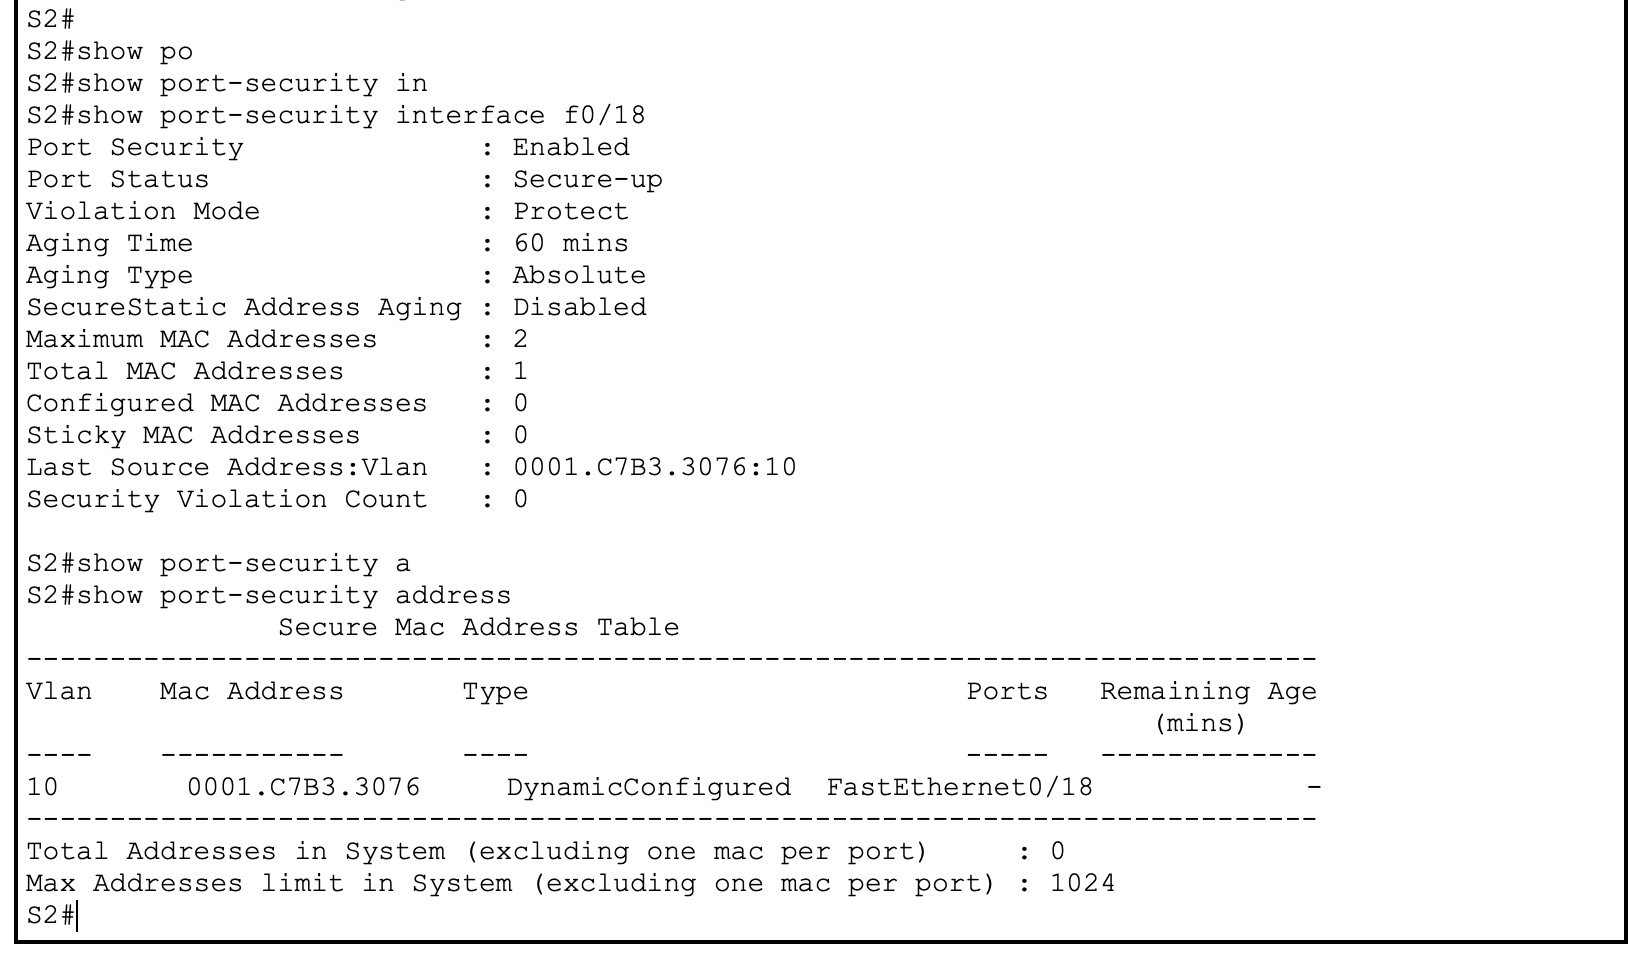 S2#
S2#show po
S2#show port-security in
S2#show port-security interface f0/18
Port Security              : Enabled
Port Status                : Secure-up
Violation Mode             : Protect
Aging Time                 : 60 mins
Aging Type                 : Absolute
SecureStatic Address Aging : Disabled
Maximum MAC Addresses      : 2
Total MAC Addresses        : 1
Configured MAC Addresses   : 0
Sticky MAC Addresses       : 0
Last Source Address:Vlan   : 0001.C7B3.3076:10
Security Violation Count   : 0

S2#show port-security a
S2#show port-security address
               Secure Mac Address Table
-----------------------------------------------------------------------------
Vlan    Mac Address       Type                          Ports   Remaining Age
                                                                   (mins)
----    -----------       ----                          -----   -------------
10        0001.C7B3.3076     DynamicConfigured  FastEthernet0/18             -
-----------------------------------------------------------------------------
Total Addresses in System (excluding one mac per port)     : 0
Max Addresses limit in System (excluding one mac per port) : 1024
S2#